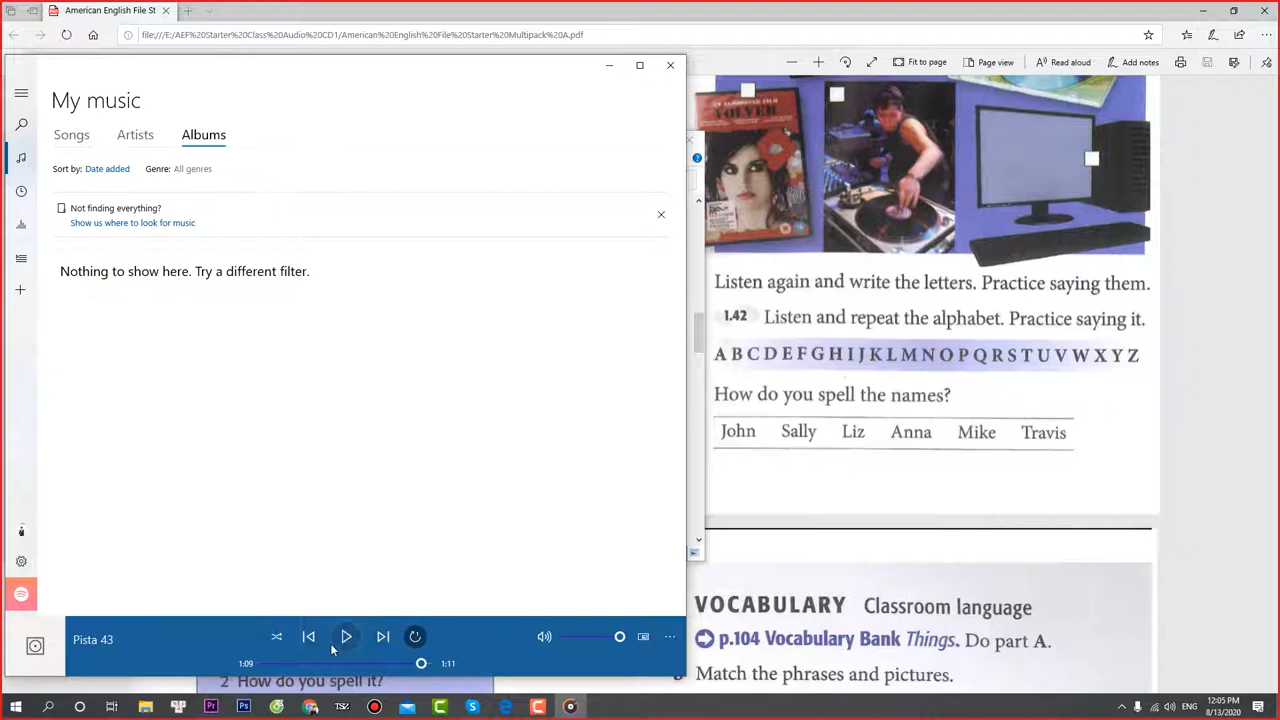 American English File St
file:///E:/AEF%20Starter%20Class%20Audio%20CD1/American%20English%20File%20Starter%20Multipack%20A.pdf
Fit to page
Page view
Read aloud
Add notes
My music
Songs
Artists
Albums
Sort by: Date added
Genre: All genres
Not finding everything?
Show us where to look for music
Nothing to show here. Try a different filter.
Pista 43
1:09
1:11
2 How do you spell it?
VOLVER
Listen again and write the letters. Practice saying them.
1.42 Listen and repeat the alphabet. Practice saying it.
A B C D E F G H I J K L M N O P Q R S T U V W X Y Z
How do you spell the names?
John Sally Liz Anna Mike Travis
VOCABULARY Classroom language
p.104 Vocabulary Bank Things. Do part A.
Match the phrases and pictures.
ENG
12:05 PM
8/13/2020